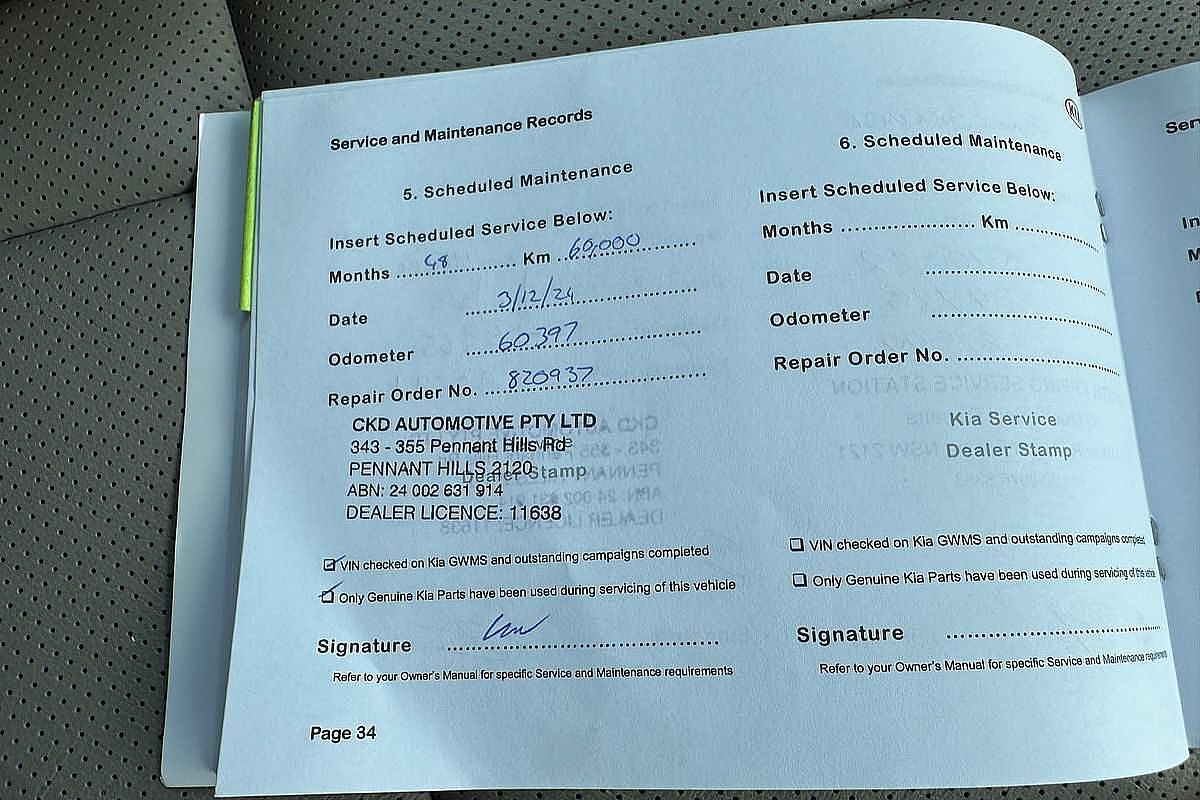 Service and Maintenance Records
5. Scheduled Maintenance
Insert Scheduled Service Below:
Months 48 Km 60,000
Date 3/12/24
Odometer 60397
Repair Order No. 820937
CKD AUTOMOTIVE PTY LTD
343 - 355 Pennant Hills Rd
PENNANT HILLS 2120
Dealer Stamp
ABN: 24 002 631 914
DEALER LICENCE: 11638
VIN checked on Kia GWMS and outstanding campaigns completed
Only Genuine Kia Parts have been used during servicing of this vehicle
Signature
Refer to your Owner's Manual for specific Service and Maintenance requirements
Page 34
KIA
6. Scheduled Maintenance
Insert Scheduled Service Below:
Months Km
Date
Odometer
Repair Order No.
Kia Service
Dealer Stamp
VIN checked on Kia GWMS and outstanding campaigns completed
Only Genuine Kia Parts have been used during servicing of this vehicle
Signature
Refer to your Owner's Manual for specific Service and Maintenance requirements